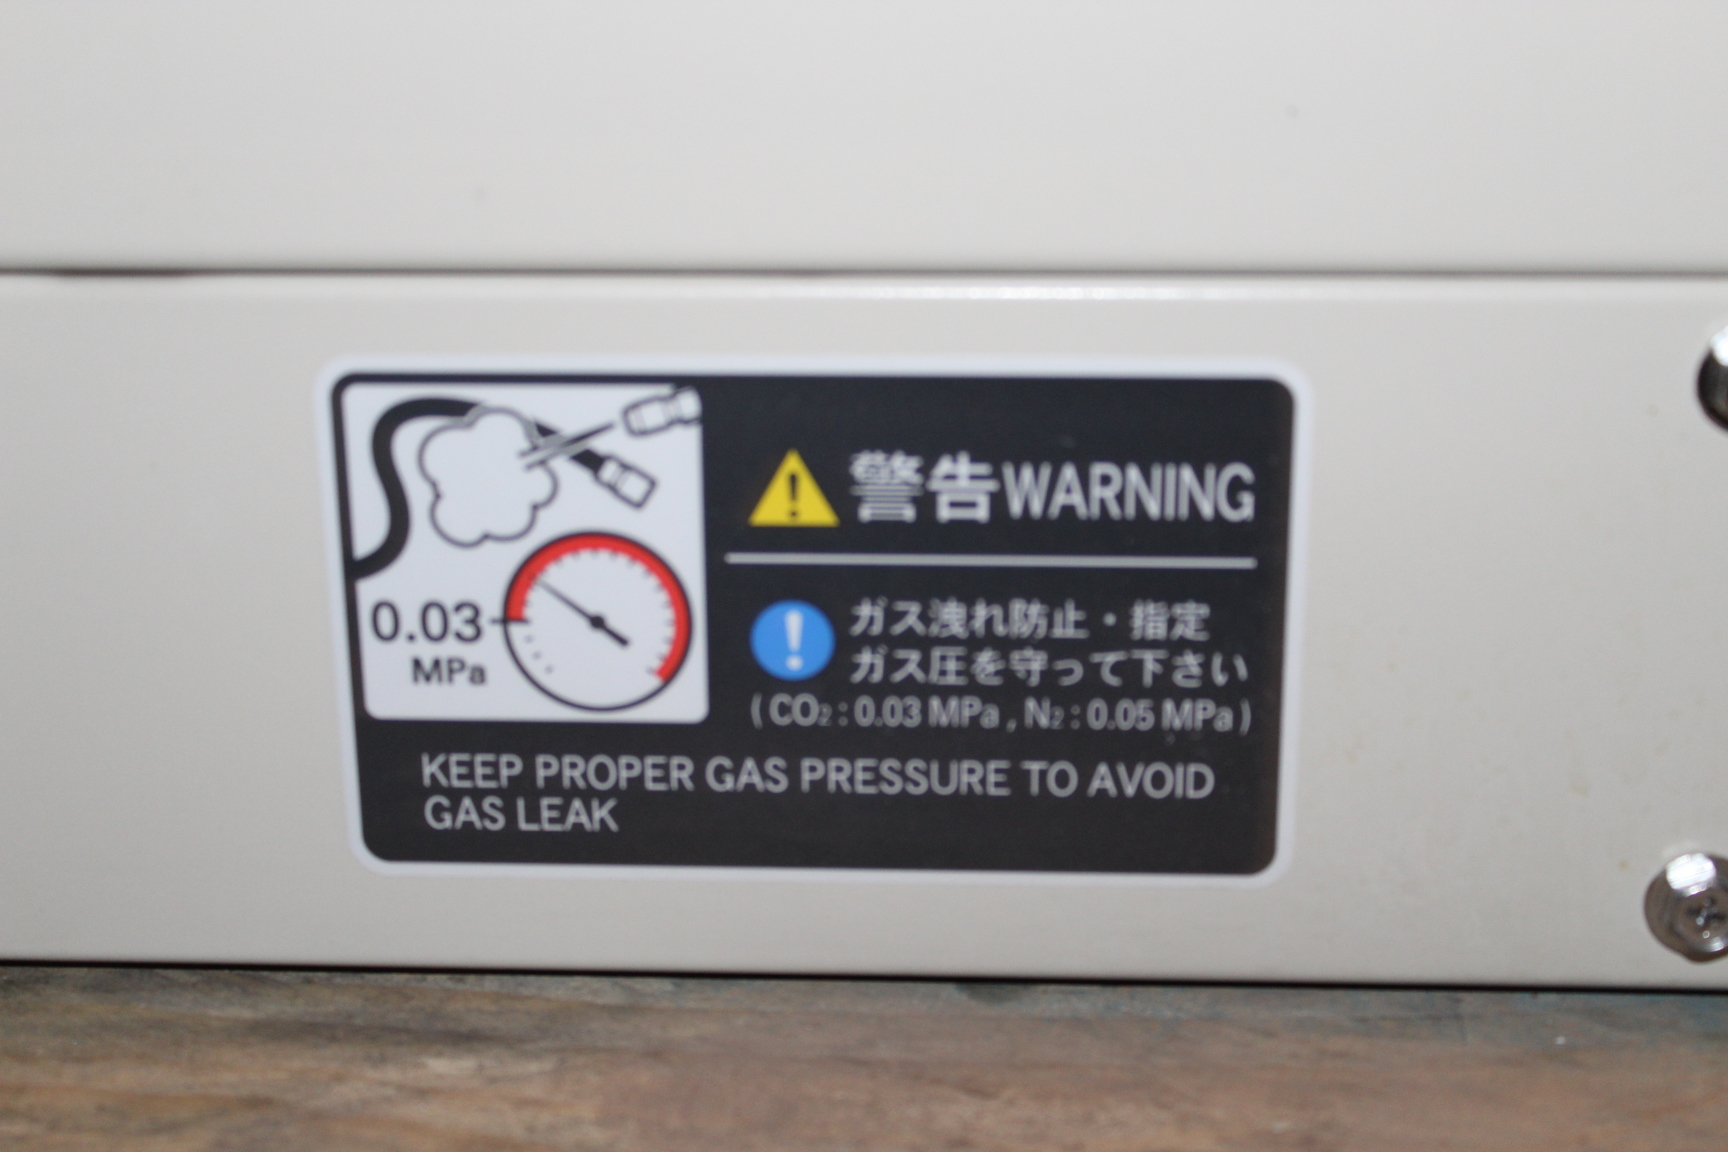 0.03
MPa
警告WARNING
ガス洩れ防止・指定
ガス圧を守って下さい
(CO₂:0.03 MPa, N₂:0.05 MPa)
KEEP PROPER GAS PRESSURE TO AVOID
GAS LEAK